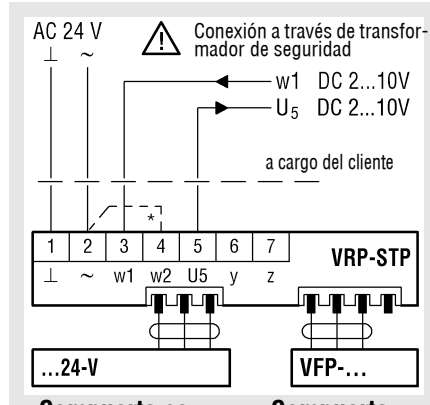 AC 24 V
⊥ ~
Conexión a través de transfor-
mador de seguridad
w1 DC 2...10V
U5 DC 2...10V
a cargo del cliente
*
1 2 3 4 5 6 7
VRP-STP
⊥ ~ w1 w2 U5 y z
...24-V
VFP-...